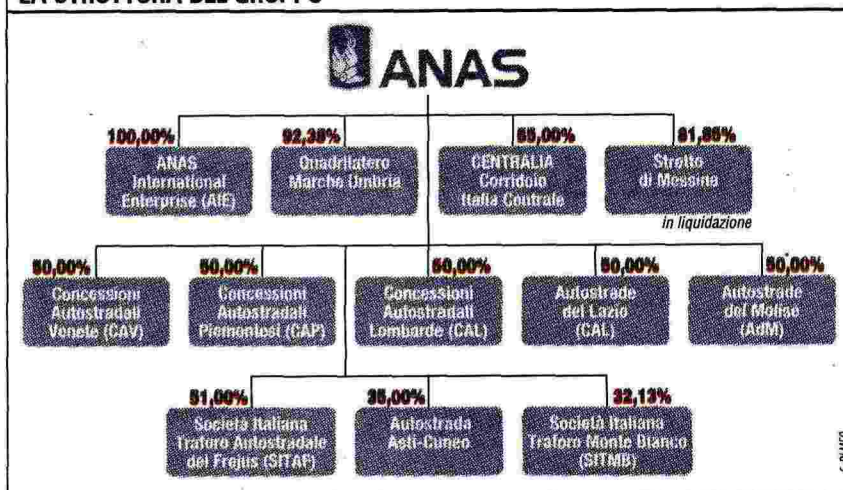 LA STRUTTURA DEL GRUPPO
ANAS
100,00%
ANAS
International
Enterprise (AIE)
92,38%
Quadrilatero
Marche Umbria
55,00%
CENTRALIA
Corridoio
Italia Centrale
81,85%
Stretto
di Messina
in liquidazione
50,00%
Concessioni
Autostradali
Venete (CAV)
50,00%
Concessioni
Autostradali
Piemontesi (CAP)
50,00%
Concessioni
Autostradali
Lombarde (CAL)
50,00%
Autostrade
del Lazio
(CAL)
50,00%
Autostrade
del Molise
(AdM)
51,00%
Società Italiana
Traforo Autostradale
del Frejus (SITAF)
35,00%
Autostrada
Asti-Cuneo
32,13%
Società Italiana
Traforo Monte Bianco
(SITMB)